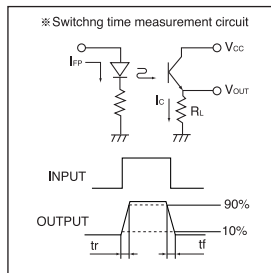 ※Switchng time measurement circuit
IFP
VCC
VOUT
IC
RL
INPUT
OUTPUT
90%
10%
tr
tf